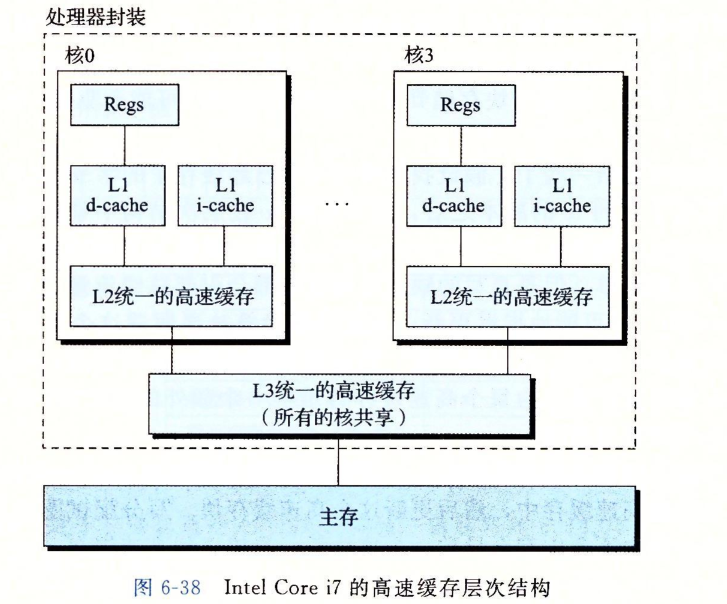 处理器封装
核0
核3
Regs
Regs
L1
d-cache
L1
i-cache
...
L1
d-cache
L1
i-cache
L2统一的高速缓存
L2统一的高速缓存
L3统一的高速缓存
（所有的核共享）
主存
图 6-38 Intel Core i7 的高速缓存层次结构